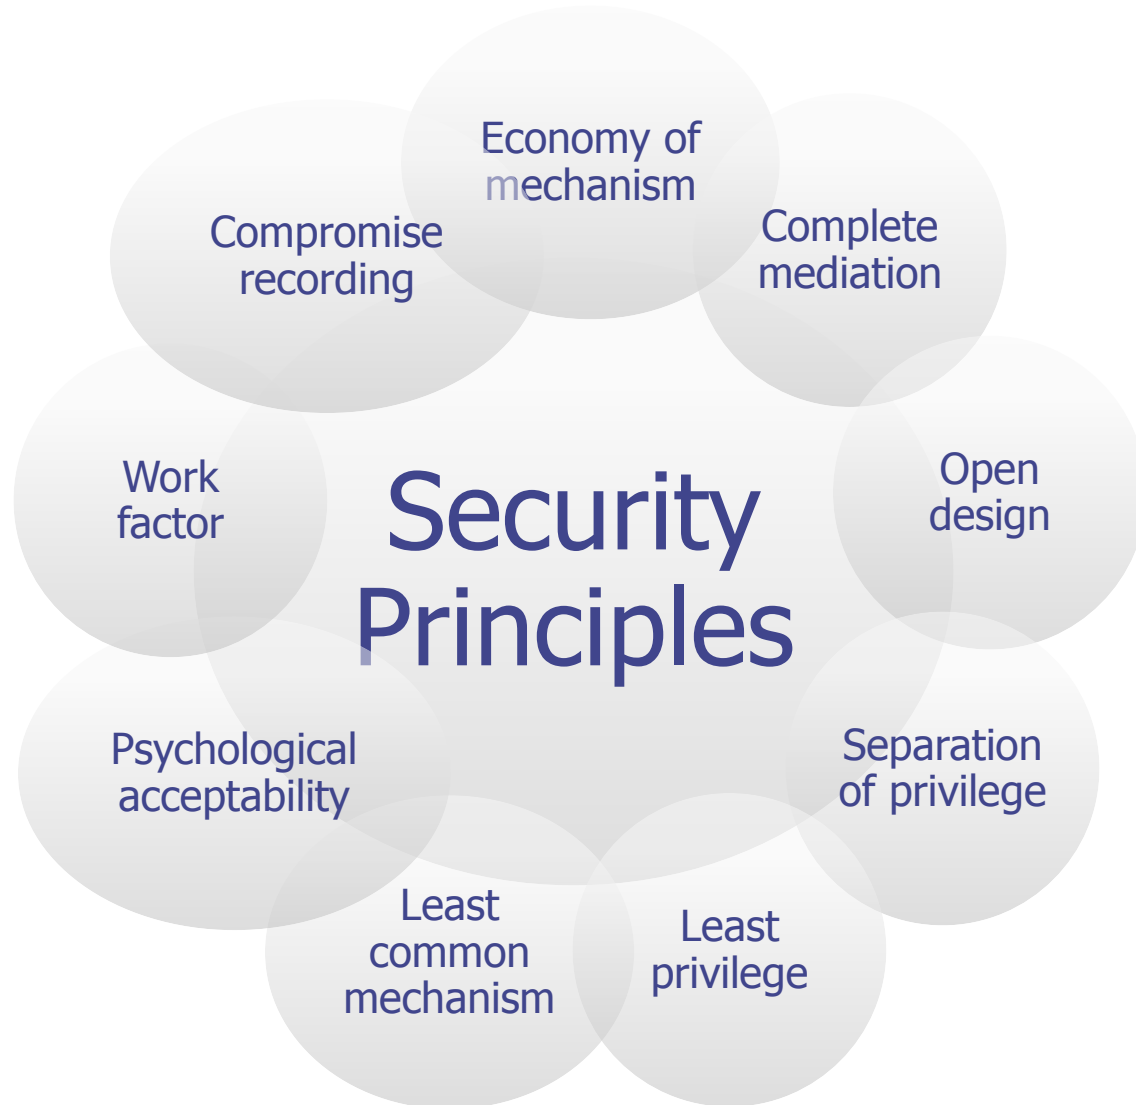 Economy of
mechanism
Complete
mediation
Open
design
Separation
of privilege
Least
privilege
Least
common
mechanism
Psychological
acceptability
Work
factor
Compromise
recording
Security
Principles